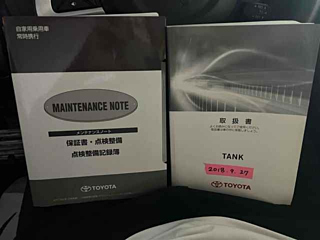 自家用乗用車
常時携行
MAINTENANCE NOTE
メンテナンスノート
保証書・点検整備
点検整備記録簿
TOYOTA
取扱書
TANK
2018.9.27
TOYOTA